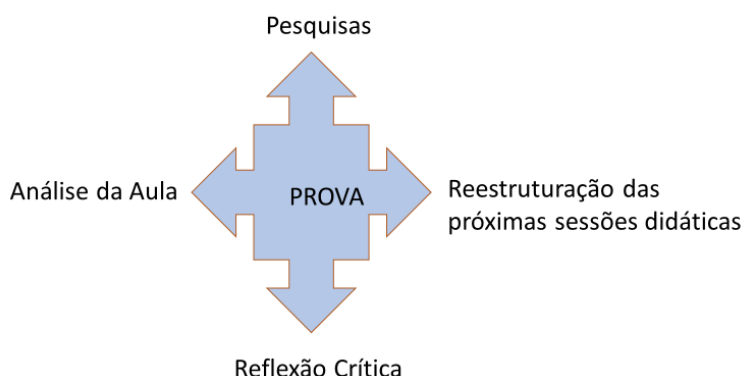 Pesquisas
Análise da Aula
PROVA
Reestruturação das
próximas sessões didáticas
Reflexão Crítica